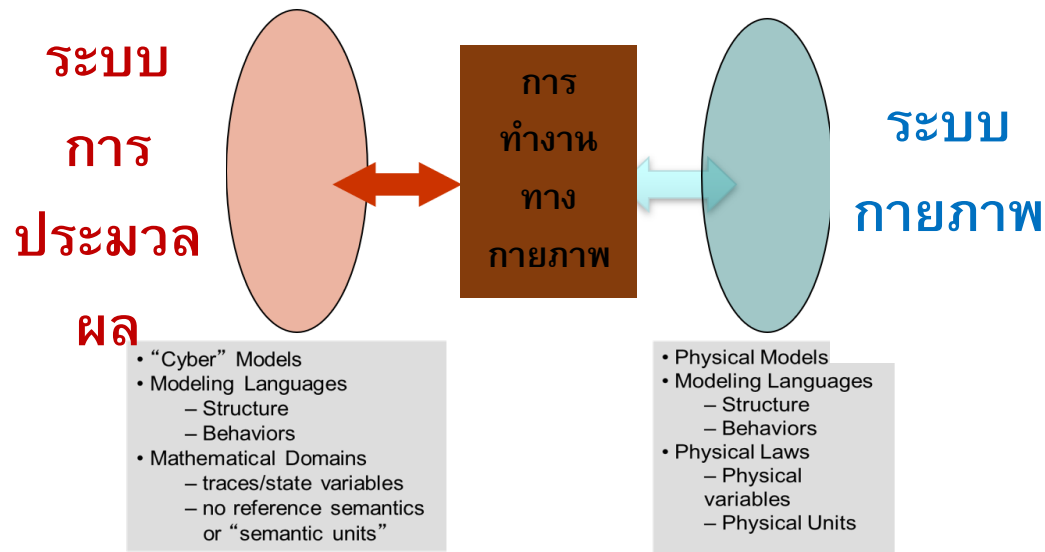 ระบบ
การ
ประมวล
ผล
การ
ทำงาน
ทาง
กายภาพ
ระบบ
กายภาพ
• “Cyber” Models
• Modeling Languages
– Structure
– Behaviors
• Mathematical Domains
– traces/state variables
– no reference semantics
or “semantic units”
• Physical Models
• Modeling Languages
– Structure
– Behaviors
• Physical Laws
– Physical
variables
– Physical Units